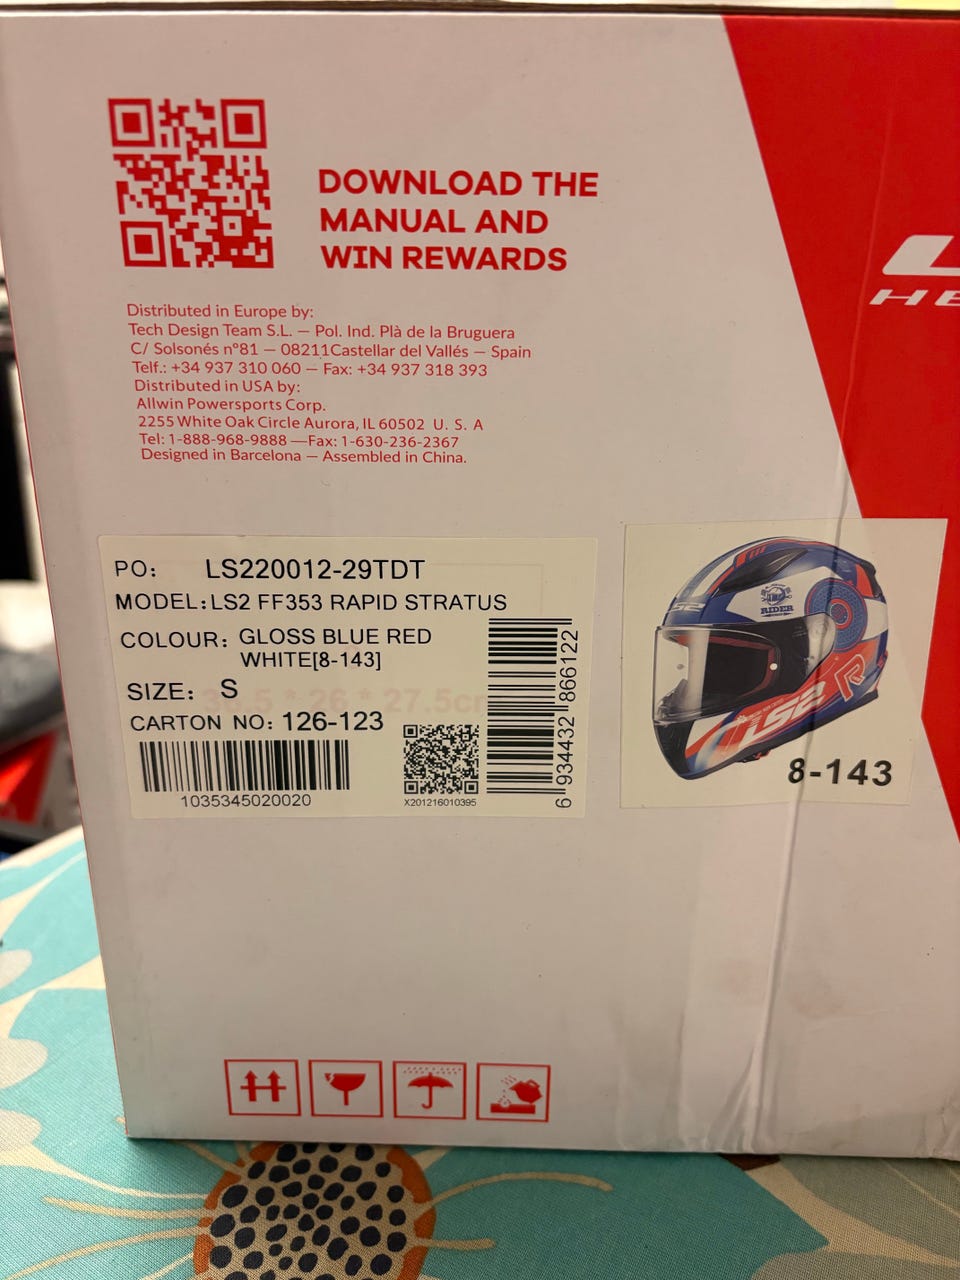 DOWNLOAD THE
MANUAL AND
WIN REWARDS
Distributed in Europe by:
Tech Design Team S.L. – Pol. Ind. Plà de la Bruguera
C/ Solsonés nº81 – 08211Castellar del Vallés – Spain
Telf.: +34 937 310 060 – Fax: +34 937 318 393
Distributed in USA by:
Allwin Powersports Corp.
2255 White Oak Circle Aurora, IL 60502 U. S. A
Tel: 1-888-968-9888 —Fax: 1-630-236-2367
Designed in Barcelona – Assembled in China.
PO: LS220012-29TDT
MODEL:LS2 FF353 RAPID STRATUS
COLOUR: GLOSS BLUE RED
WHITE[8-143]
SIZE: S
CARTON NO: 126-123
1035345020020
X201216010395
6 934432 866122
LS2
RIDER
LS2
R
8-143